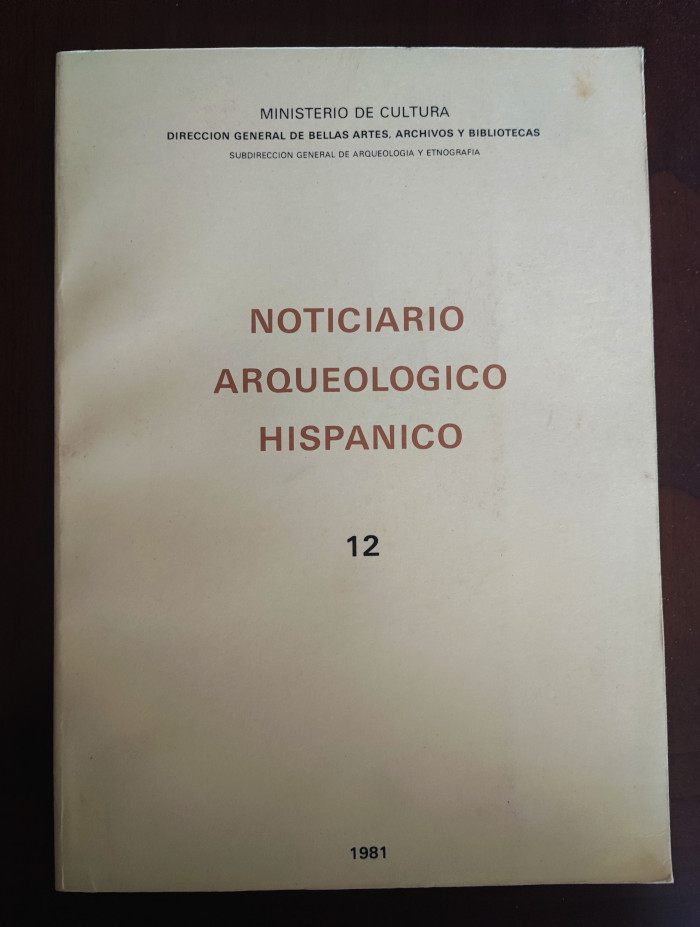 MINISTERIO DE CULTURA
DIRECCION GENERAL DE BELLAS ARTES, ARCHIVOS Y BIBLIOTECAS
SUBDIRECCION GENERAL DE ARQUEOLOGIA Y ETNOGRAFIA
NOTICIARIO
ARQUEOLOGICO
HISPANICO
12
1981